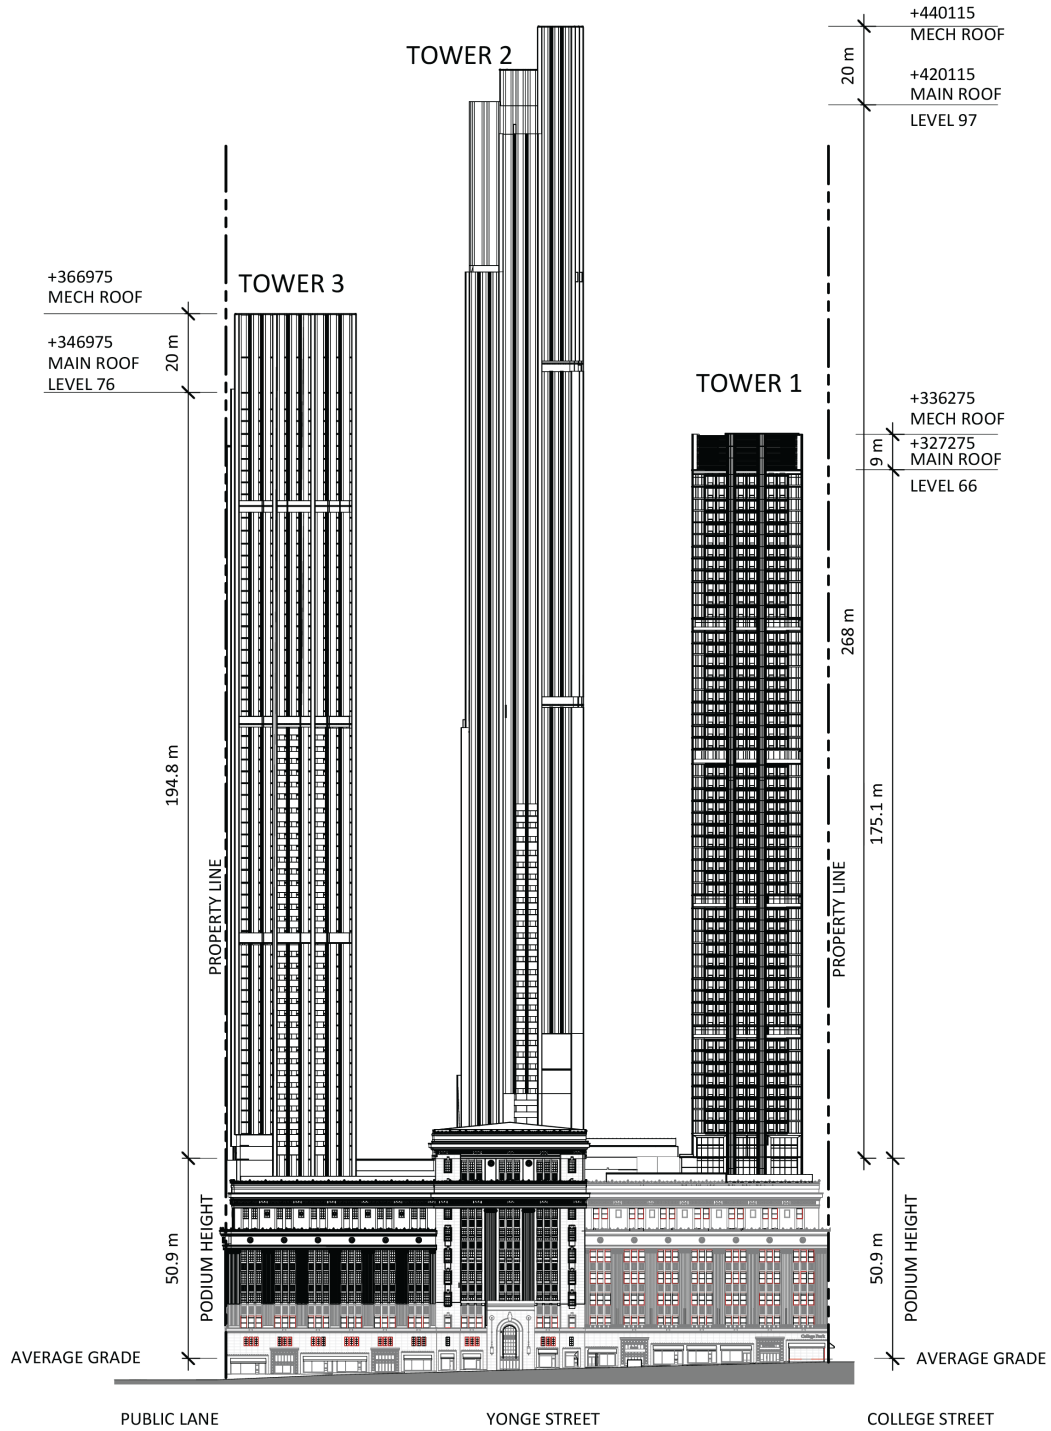 +440115
MECH ROOF
TOWER 2
20 m
+420115
MAIN ROOF
LEVEL 97
+366975
MECH ROOF
TOWER 3
+346975
MAIN ROOF
LEVEL 76
20 m
TOWER 1
+336275
MECH ROOF
+327275
MAIN ROOF
9 m
LEVEL 66
268 m
194.8 m
175.1 m
PROPERTY LINE
PROPERTY LINE
50.9 m
PODIUM HEIGHT
50.9 m
PODIUM HEIGHT
College Park
AVERAGE GRADE
AVERAGE GRADE
PUBLIC LANE
YONGE STREET
COLLEGE STREET